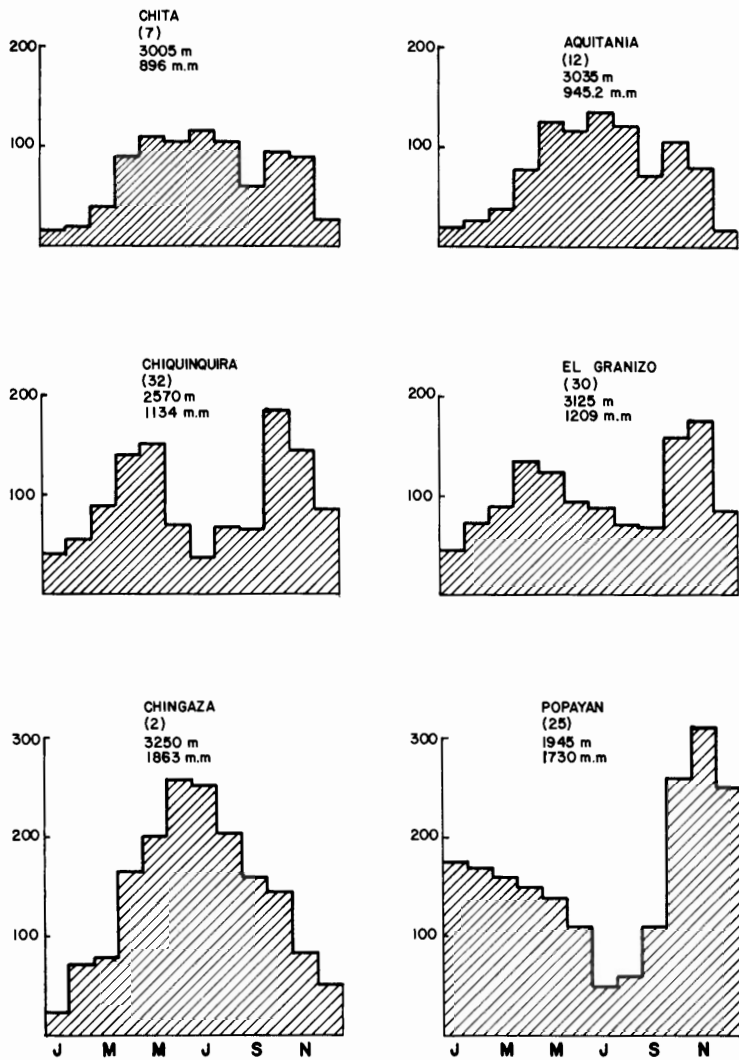 CHITA
(7)
3005 m
896 m.m
200
100
AQUITANIA
(12)
3035 m
945.2 m.m
200
100
CHIQUINQUIRA
(32)
2570 m
1134 m.m
200
100
EL GRANIZO
(30)
3125 m
1209 m.m
200
100
CHINGAZA
(2)
3250 m
1863 m.m
300
200
100
J M M J S N
POPAYAN
(25)
1945 m
1730 m.m
300
200
100
J M M J S N